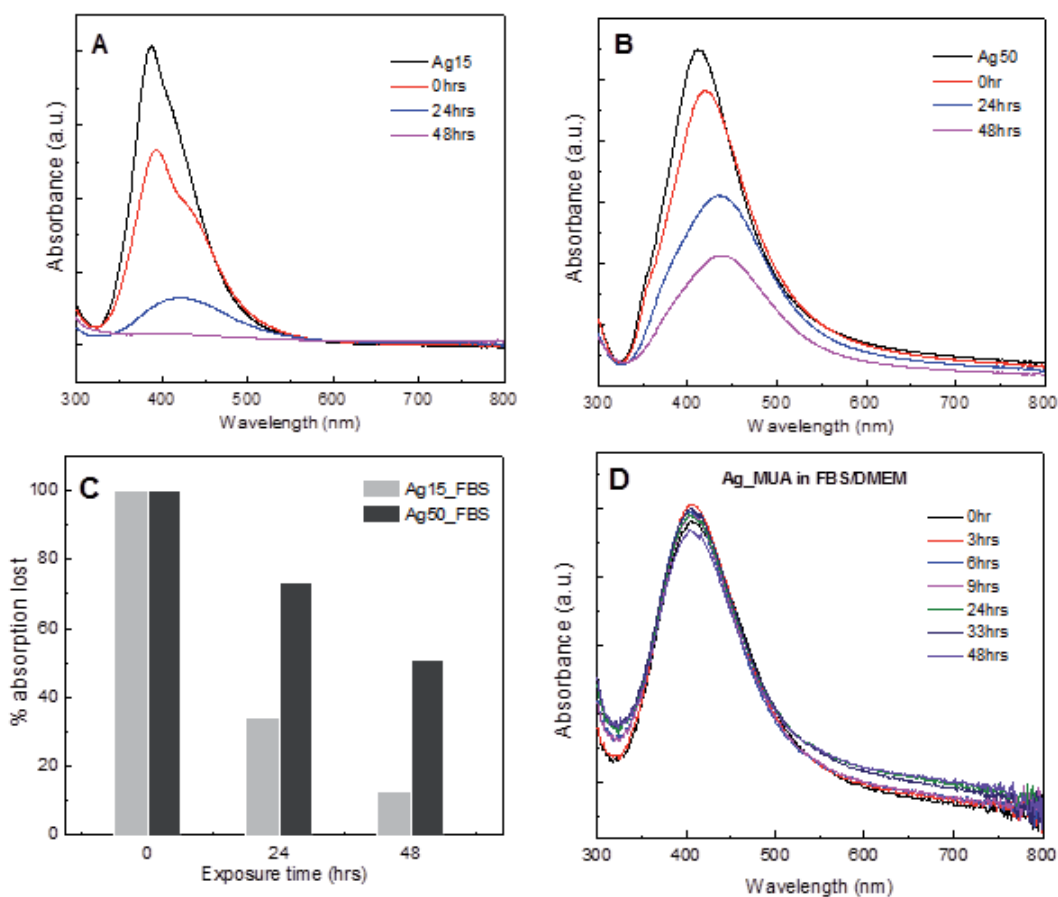 A
Ag15
0hrs
24hrs
48hrs
Absorbance (a.u.)
300 400 500 600 700 800
Wavelength (nm)
B
Ag50
0hr
24hrs
48hrs
Absorbance (a.u.)
300 400 500 600 700 800
Wavelength (nm)
C
Ag15_FBS
Ag50_FBS
% absorption lost
100
80
60
40
20
0
0 24 48
Exposure time (hrs)
D
Ag_MUA in FBS/DMEM
0hr
3hrs
6hrs
9hrs
24hrs
33hrs
48hrs
Absorbance (a.u.)
300 400 500 600 700 800
Wavelength (nm)